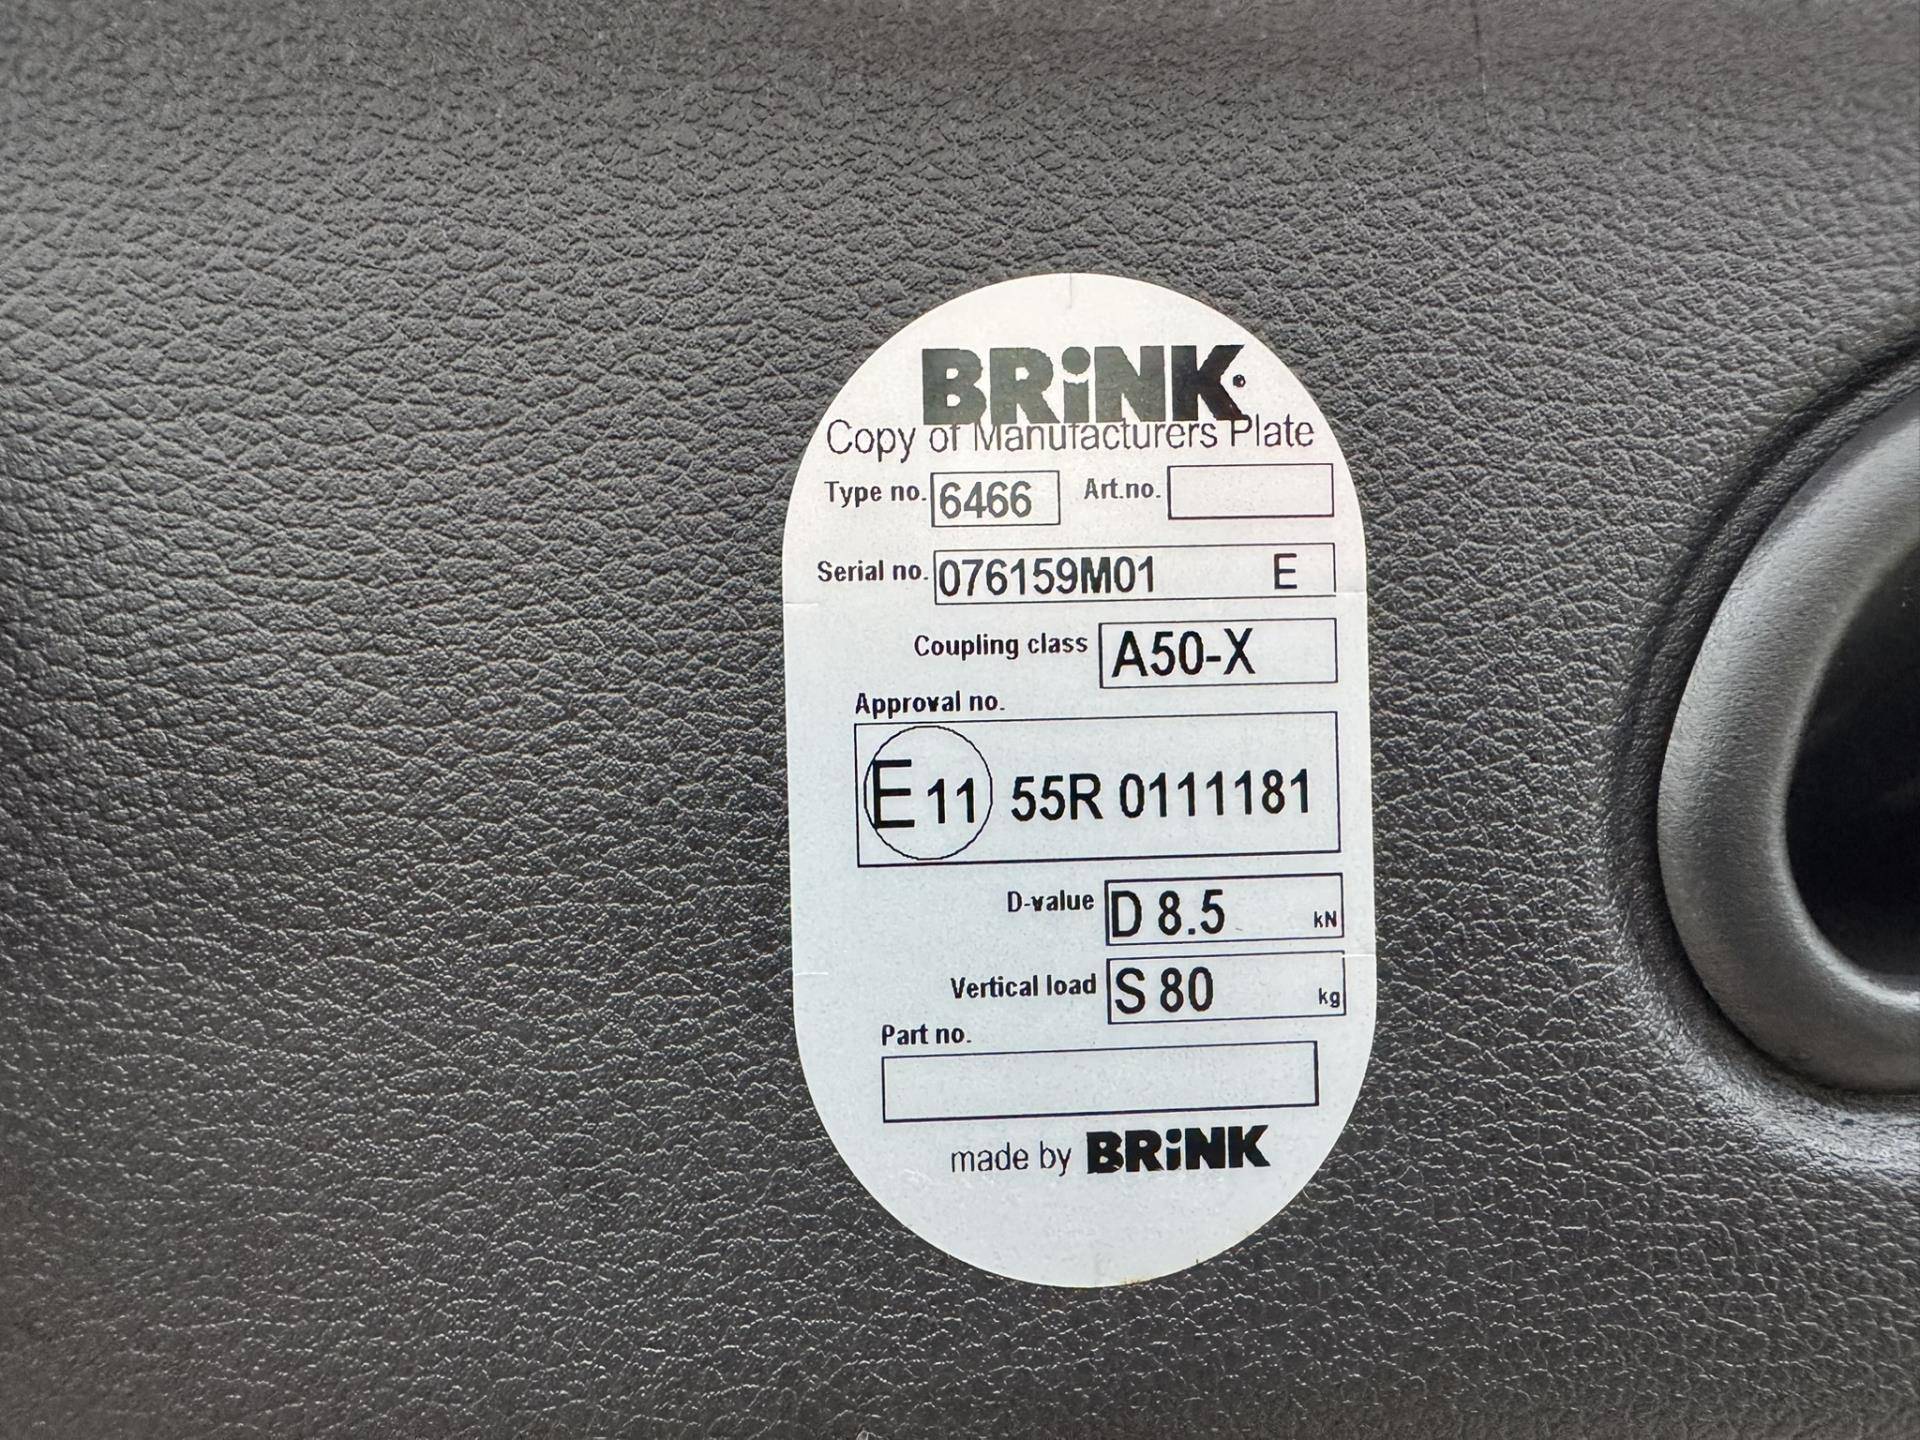 BRiNK
Copy of Manufacturers Plate
Type no. 6466 Art.no.
Serial no. 076159M01 E
Coupling class A50-X
Approval no.
E 11 55R 0111181
D-value D 8.5 kN
Vertical load S 80 kg
Part no.
made by BRiNK